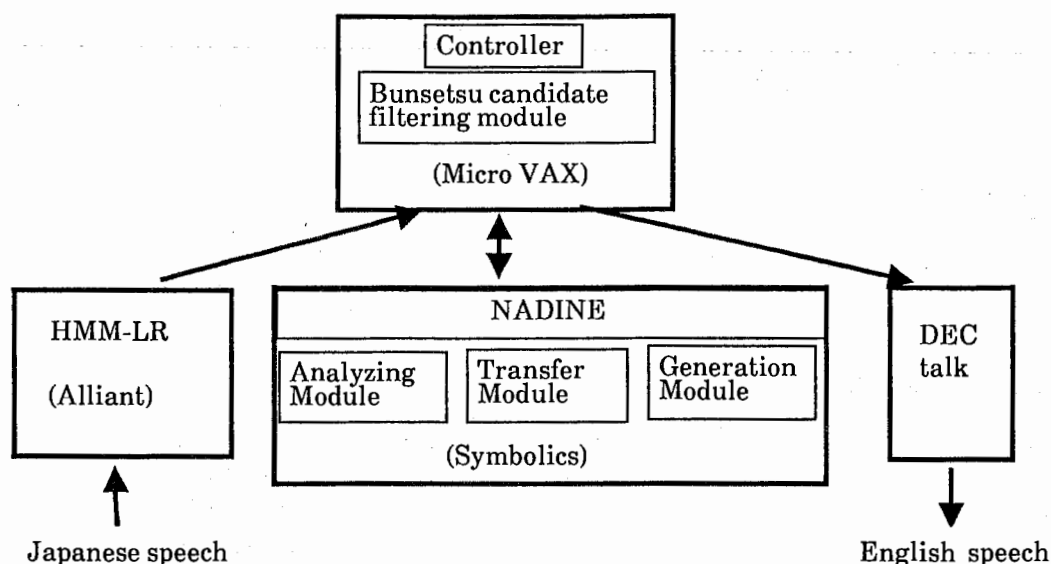 Controller
Bunsetsu candidate
filtering module
(Micro VAX)
HMM-LR
(Alliant)
NADINE
Analyzing
Module
Transfer
Module
Generation
Module
(Symbolics)
DEC
talk
Japanese speech
English speech